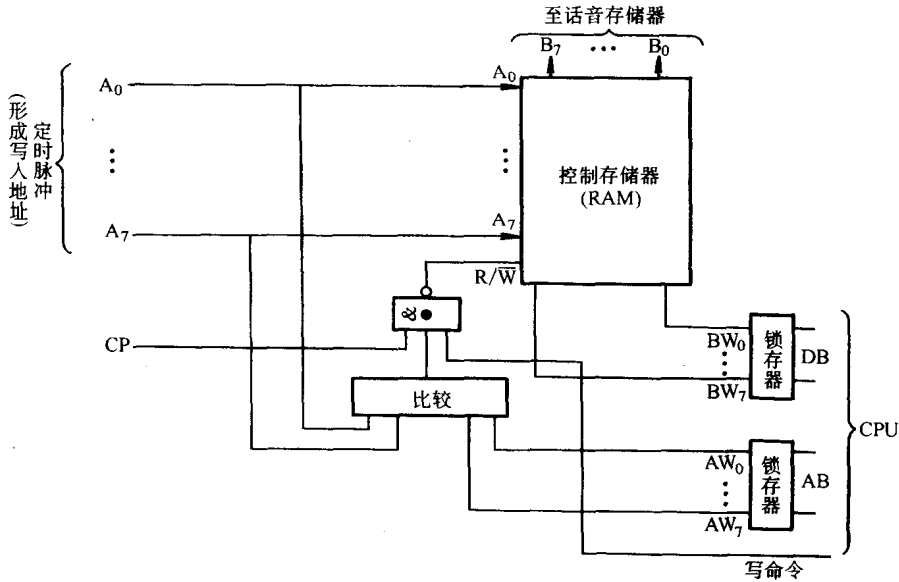 至话音存储器
B7 … B0
定时脉冲
(形成写人地址)
A0
A0
⋮
⋮
控制存储器
(RAM)
A7
A7
R/W̅
&
CP
比较
BW0
⋮
BW7
锁存器
DB
CPU
AW0
⋮
AW7
锁存器
AB
写命令